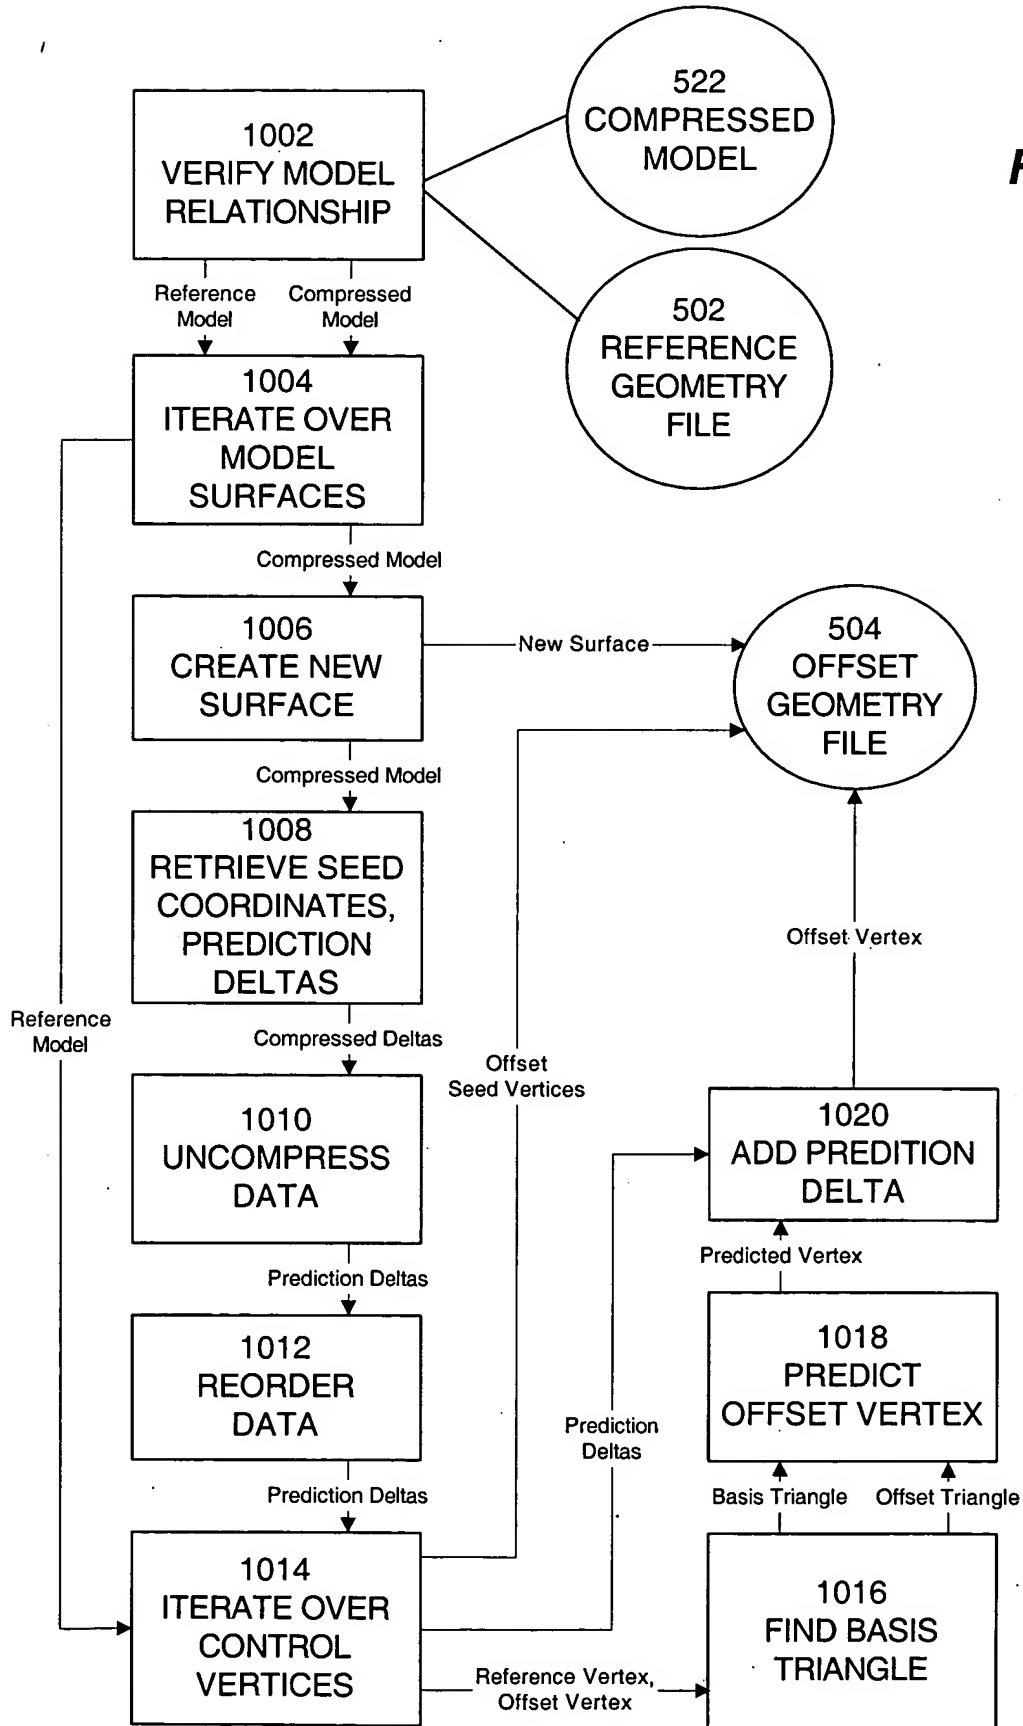 522
COMPRESSED
MODEL
1002
VERIFY MODEL
RELATIONSHIP
Reference
Model
Compressed
Model
502
REFERENCE
GEOMETRY
FILE
1004
ITERATE OVER
MODEL
SURFACES
Compressed Model
1006
CREATE NEW
SURFACE
New Surface
504
OFFSET
GEOMETRY
FILE
Compressed Model
1008
RETRIEVE SEED
COORDINATES,
PREDICTION
DELTAS
Offset Vertex
Reference
Model
Compressed Deltas
Offset
Seed Vertices
1010
UNCOMPRESS
DATA
1020
ADD PREDITION
DELTA
Prediction Deltas
Predicted Vertex
1012
REORDER
DATA
1018
PREDICT
OFFSET VERTEX
Prediction
Deltas
Prediction Deltas
Basis Triangle
Offset Triangle
1014
ITERATE OVER
CONTROL
VERTICES
Reference Vertex,
Offset Vertex
1016
FIND BASIS
TRIANGLE